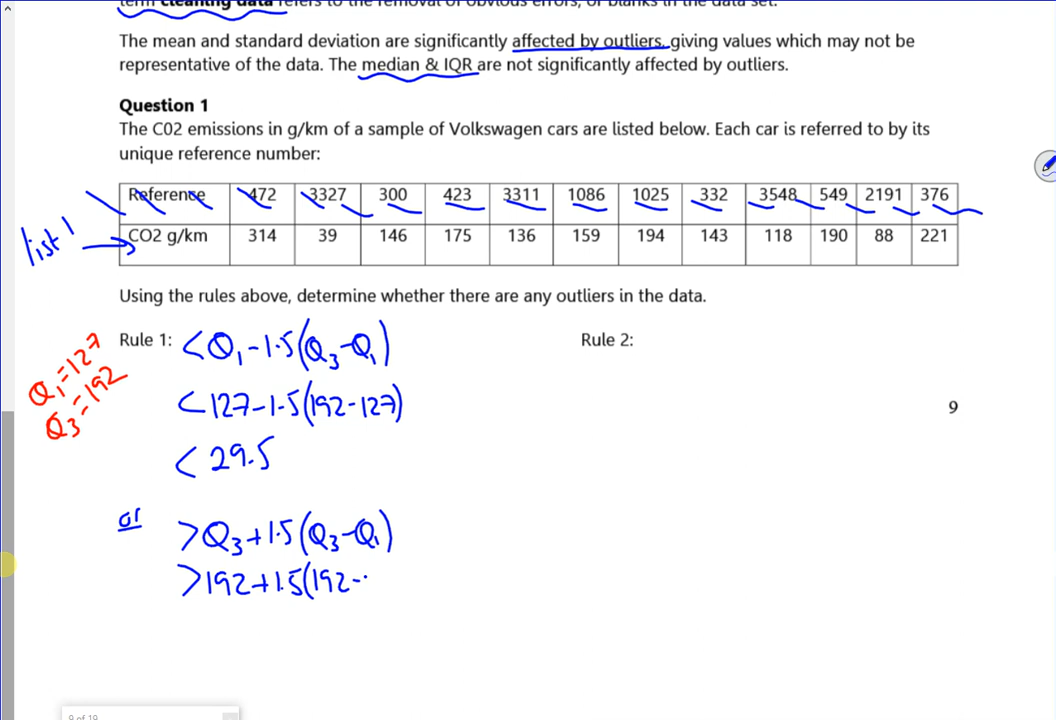 term cleaning data refers to the removal of obvious errors, or blanks in the data set.
The mean and standard deviation are significantly affected by outliers, giving values which may not be
representative of the data. The median & IQR are not significantly affected by outliers.
Question 1
The C02 emissions in g/km of a sample of Volkswagen cars are listed below. Each car is referred to by its
unique reference number:
Reference 472 3327 300 423 3311 1086 1025 332 3548 549 2191 376
list 1
CO2 g/km 314 39 146 175 136 159 194 143 118 190 88 221
Using the rules above, determine whether there are any outliers in the data.
Rule 1: < Q₁ - 1.5(Q₃ - Q₁)
Rule 2:
Q₁ = 127
Q₃ = 192
< 127 - 1.5(192 - 127)
9
< 29.5
or
> Q₃ + 1.5(Q₃ - Q₁)
> 192 + 1.5(192 -
9 of 19